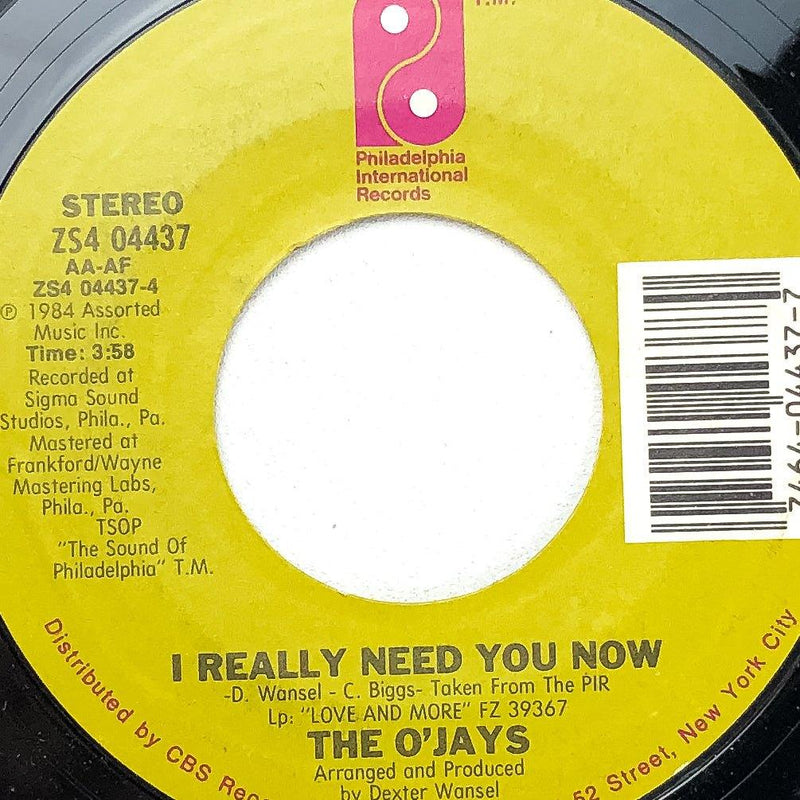 T.M.
Philadelphia
International
Records
STEREO
ZS4 04437
AA-AF
ZS4 04437-4
℗ 1984 Assorted
Music Inc.
Time: 3:58
Recorded at
Sigma Sound
Studios, Phila., Pa.
Mastered at
Frankford/Wayne
Mastering Labs,
Phila., Pa.
TSOP
"The Sound Of
Philadelphia" T.M.
7464-04437-7
I REALLY NEED YOU NOW
-D. Wansel - C. Biggs- Taken From The PIR
Lp: "LOVE AND MORE" FZ 39367
THE O'JAYS
Arranged and Produced
by Dexter Wansel
Distributed by CBS Rec
52 Street, New York City